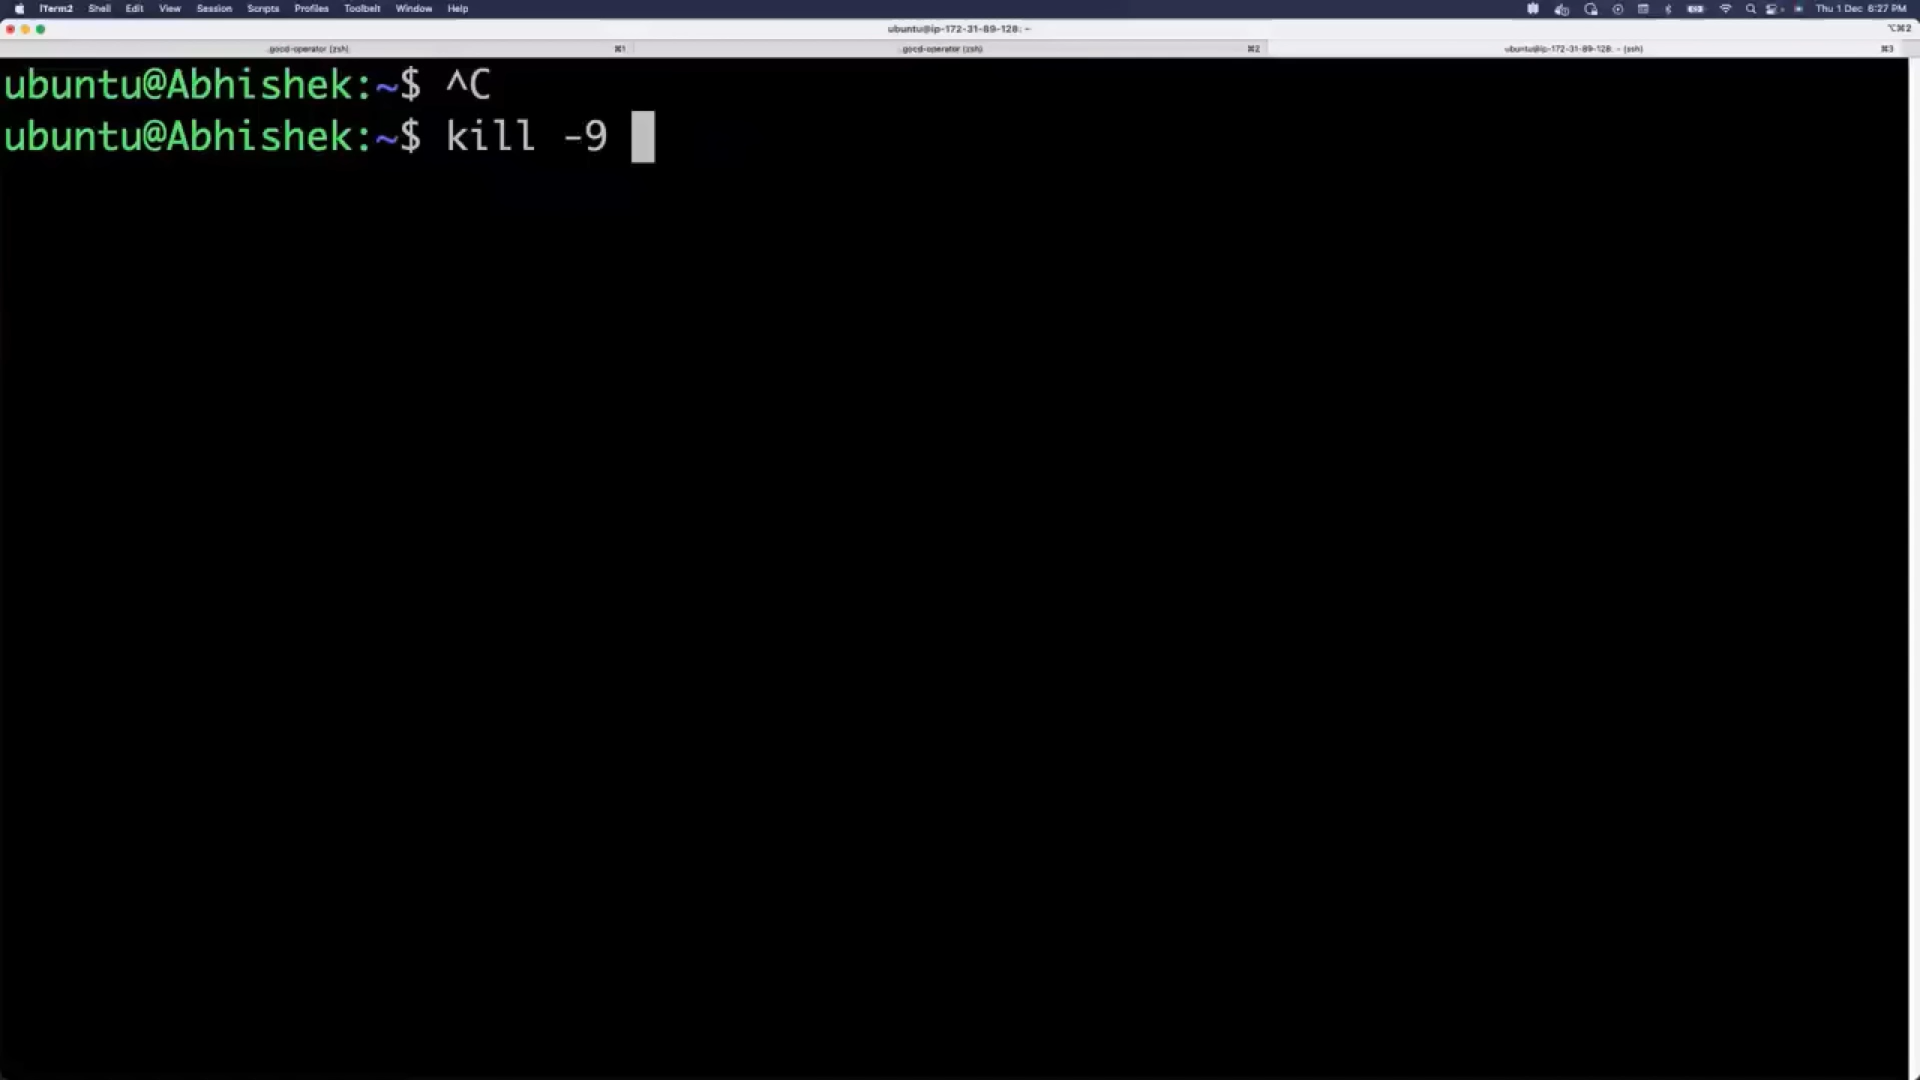 iTerm2 Shell Edit View Session Scripts Profiles Toolbelt Window Help Thu 1 Dec 6:27 PM
ubuntu@ip-172-31-89-128: ~ ⌥⌘2
gocd-operator (zsh) ⌘1 gocd-operator (zsh) ⌘2 ubuntu@ip-172-31-89-128: ~ (ssh) ⌘3
ubuntu@Abhishek:~$ ^C
ubuntu@Abhishek:~$ kill -9